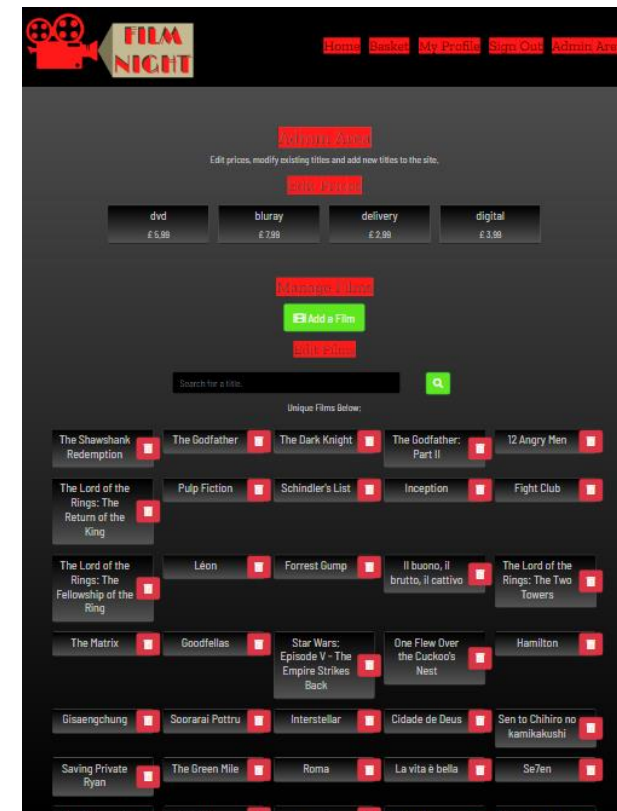 FILM
NIGHT
Home Basket My Profile Sign Out Admin Are
Admin Area
Edit prices, modify existing titles and add new titles to the site.
Edit Prices
dvd bluray delivery digital
£ 5.99 £ 7.99 £ 2.99 £ 3.99
Manage Films
Add a Film
Edit Films
Search for a title.
Unique Films Below:
The Shawshank
Redemption
The Godfather
The Dark Knight
The Godfather:
Part II
12 Angry Men
The Lord of the
Rings: The
Return of the
King
Pulp Fiction
Schindler's List
Inception
Fight Club
The Lord of the
Rings: The
Fellowship of the
Ring
Léon
Forrest Gump
Il buono, il
brutto, il cattivo
The Lord of the
Rings: The Two
Towers
The Matrix
Goodfellas
Star Wars:
Episode V - The
Empire Strikes
Back
One Flew Over
the Cuckoo's
Nest
Hamilton
Gisaengchung
Soorarai Pottru
Interstellar
Cidade de Deus
Sen to Chihiro no
kamikakushi
Saving Private
Ryan
The Green Mile
Roma
La vita è bella
Se7en